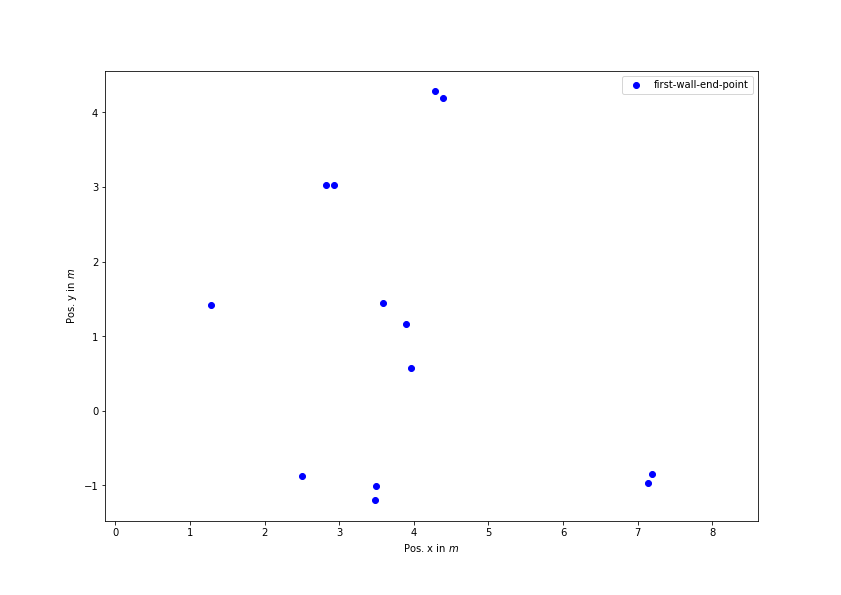 first-wall-end-point
4
3
2
1
0
−1
Pos. y in m
0 1 2 3 4 5 6 7 8
Pos. x in m